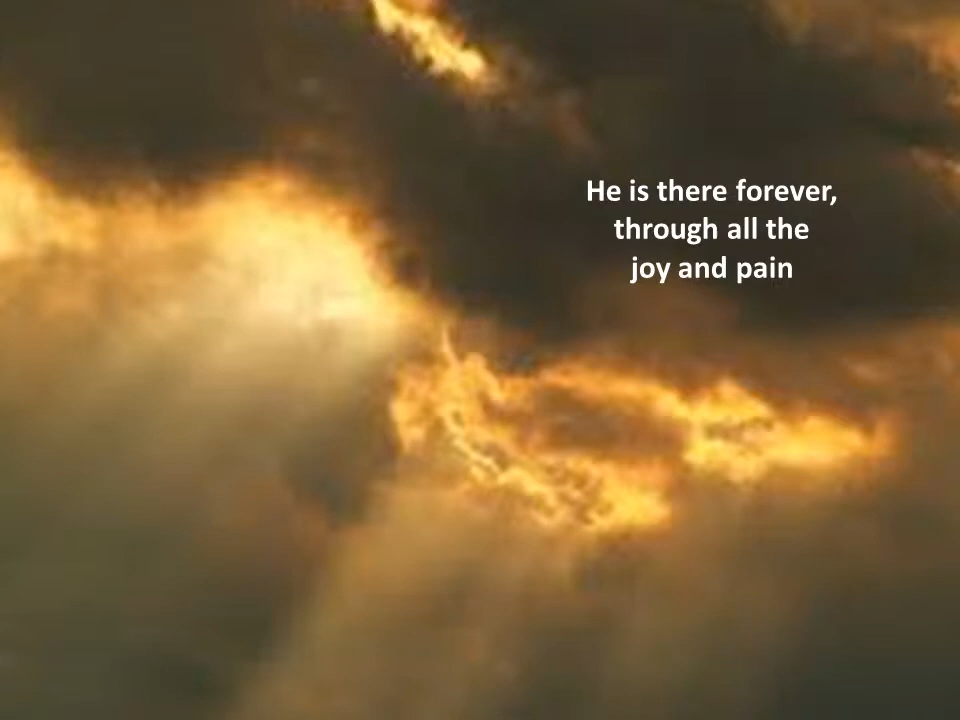 He is there forever,
through all the
joy and pain